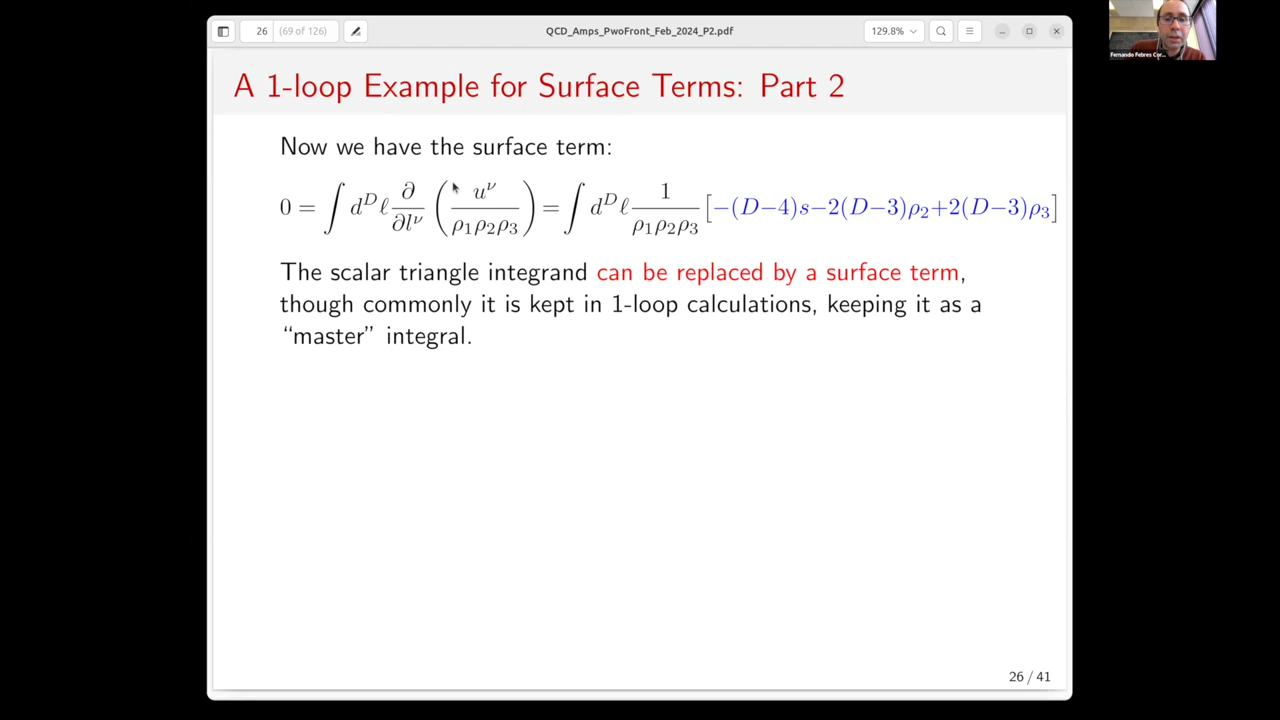 26 (69 of 126) QCD_Amps_PwoFront_Feb_2024_P2.pdf 129.8%
Fernando Febres Cor...
A 1-loop Example for Surface Terms: Part 2
Now we have the surface term:
0 = ∫ d^D ℓ ∂/∂l^ν ( u^ν / ρ₁ρ₂ρ₃ ) = ∫ d^D ℓ 1/ρ₁ρ₂ρ₃ [−(D−4)s−2(D−3)ρ₂+2(D−3)ρ₃]
The scalar triangle integrand can be replaced by a surface term,
though commonly it is kept in 1-loop calculations, keeping it as a
“master” integral.
26 / 41